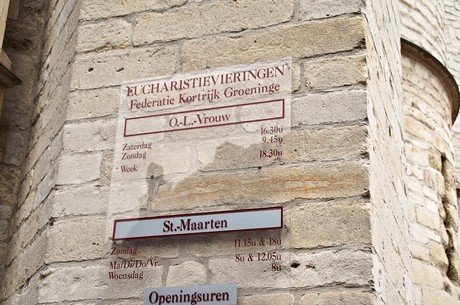 EUCHARISTIEVIERINGEN
Federatie Kortrijk Groeninge
O.-L.-Vrouw
Zaterdag 16.30u
Zondag 9.45u
Week 18.30u
St.-Maarten
Zondag 11.15u & 18u
Ma/Di/Do/Vr. 8u & 12.05u
Woensdag 8u
Openingsuren